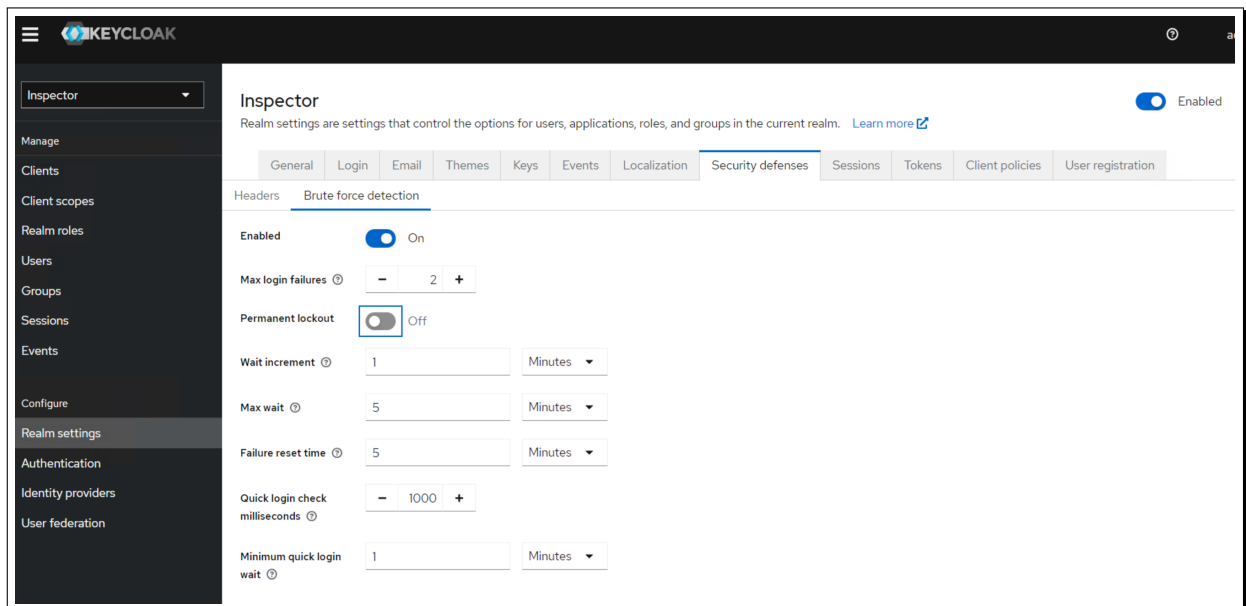 KEYCLOAK
Inspector
Manage
Clients
Client scopes
Realm roles
Users
Groups
Sessions
Events
Configure
Realm settings
Authentication
Identity providers
User federation
Inspector
Enabled
Realm settings are settings that control the options for users, applications, roles, and groups in the current realm. Learn more
General Login Email Themes Keys Events Localization Security defenses Sessions Tokens Client policies User registration
Headers Brute force detection
Enabled On
Max login failures − 2 +
Permanent lockout Off
Wait increment 1 Minutes
Max wait 5 Minutes
Failure reset time 5 Minutes
Quick login check
milliseconds − 1000 +
Minimum quick login
wait 1 Minutes